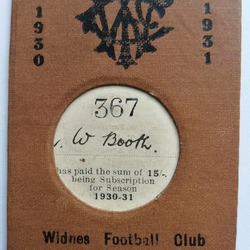 1930
1931
367
W Booth.
has paid the sum of 15/-
being Subscription
for Season
1930-31
Widnes Football Club